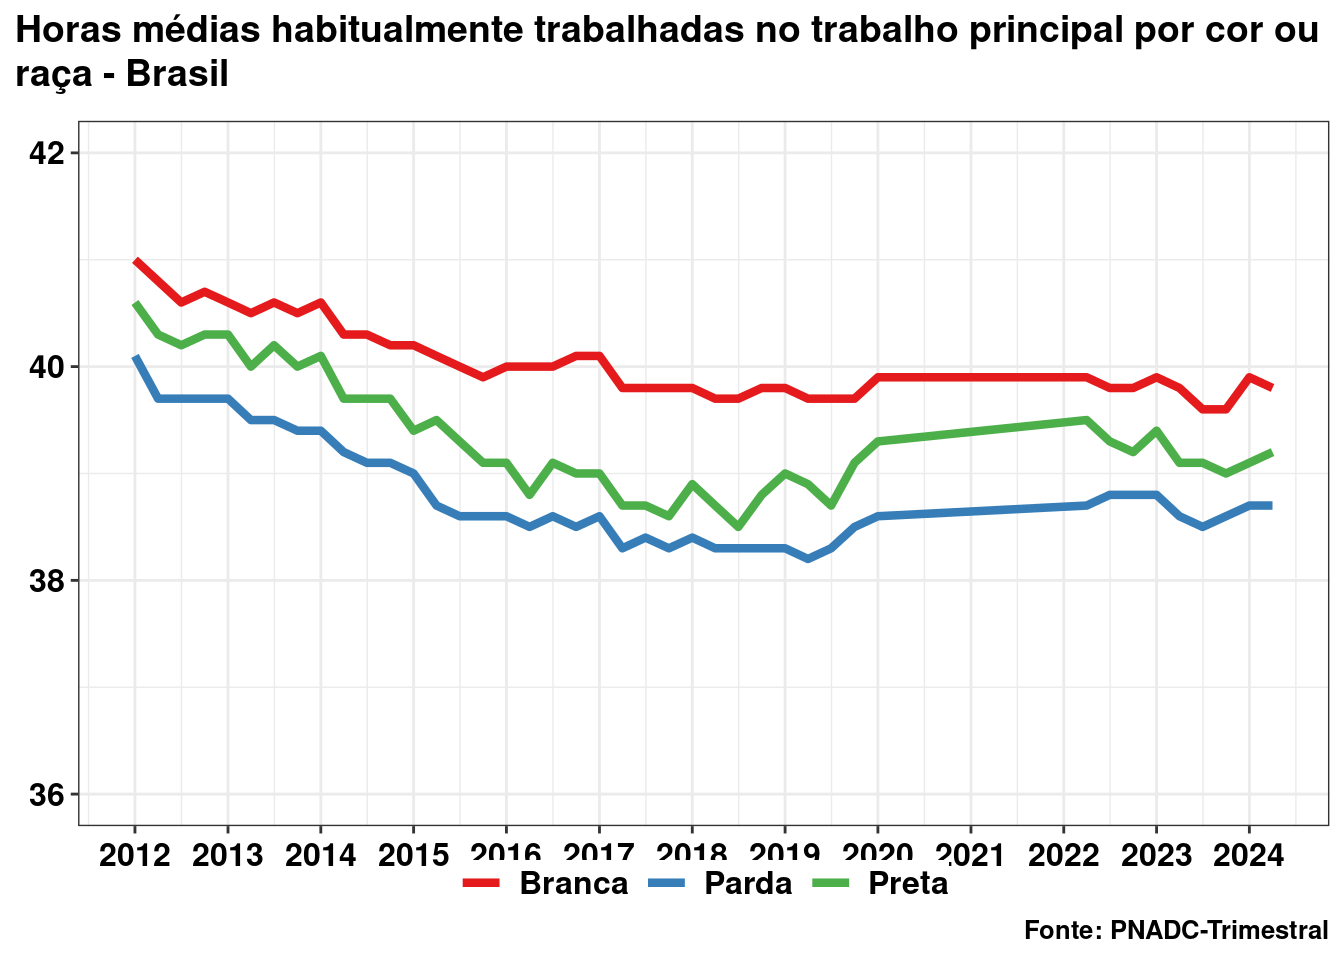 Horas médias habitualmente trabalhadas no trabalho principal por cor ou
raça - Brasil
42
40
38
36
2012 2013 2014 2015 2016 2017 2018 2019 2020 2021 2022 2023 2024
Branca Parda Preta
Fonte: PNADC-Trimestral